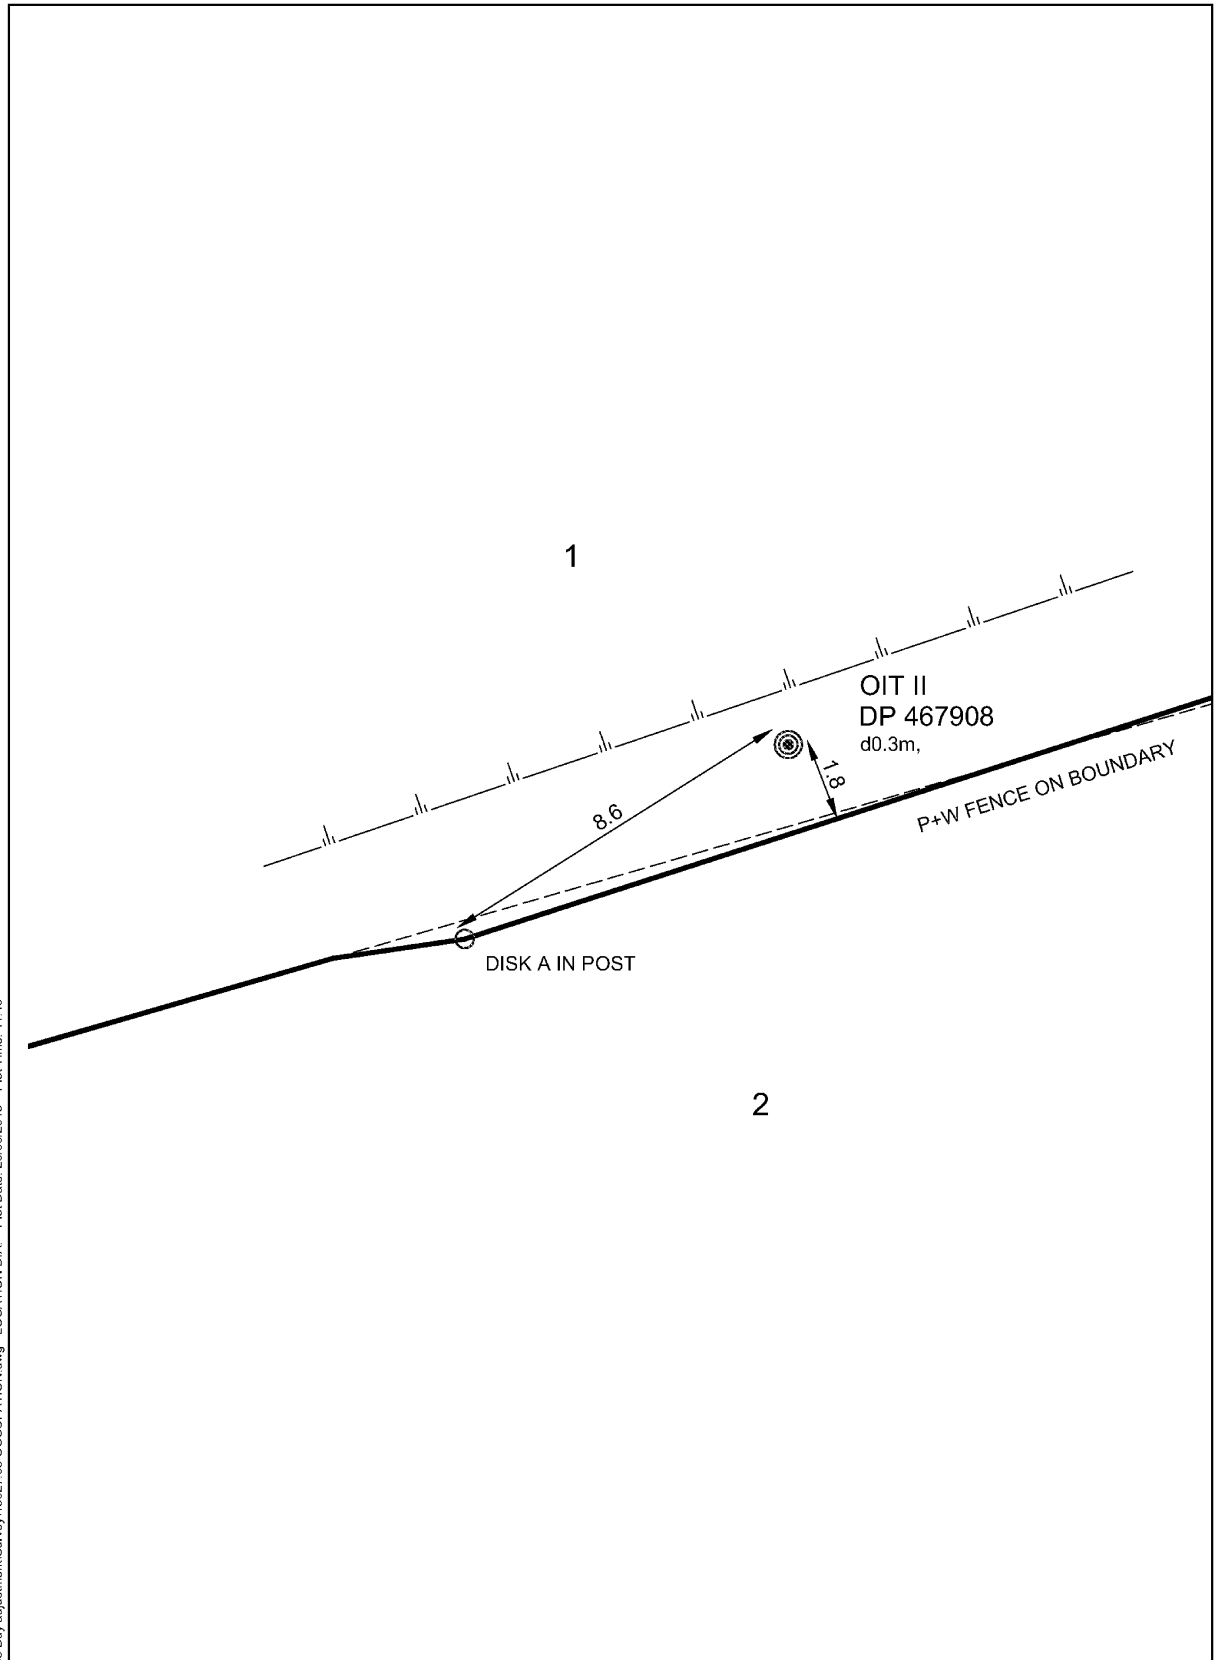 1
OIT II
DP 467908
d0.3m,
1.8
8.6
P+W FENCE ON BOUNDARY
DISK A IN POST
2